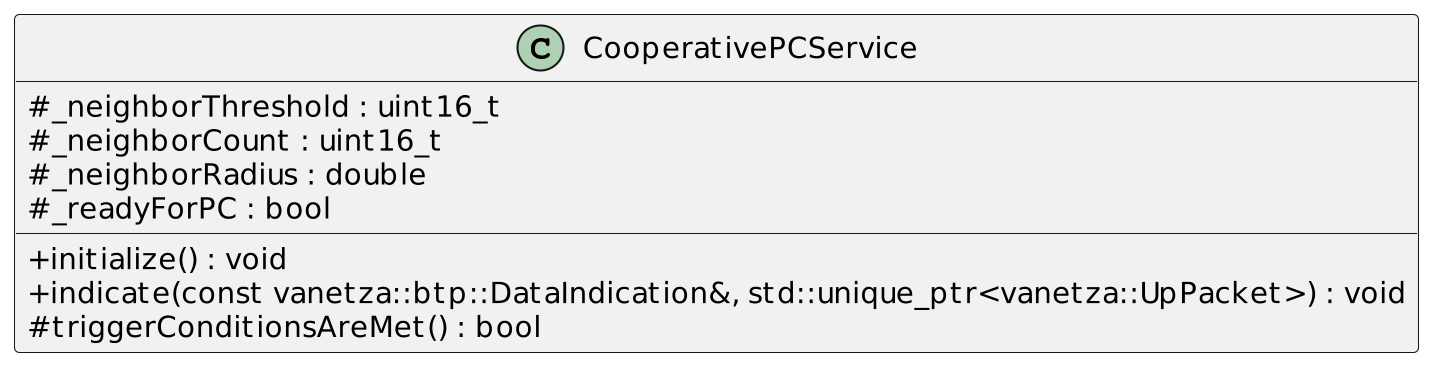 C CooperativePCService
#_neighborThreshold : uint16_t
#_neighborCount : uint16_t
#_neighborRadius : double
#_readyForPC : bool
+initialize() : void
+indicate(const vanetza::btp::DataIndication&, std::unique_ptr<vanetza::UpPacket>) : void
#triggerConditionsAreMet() : bool